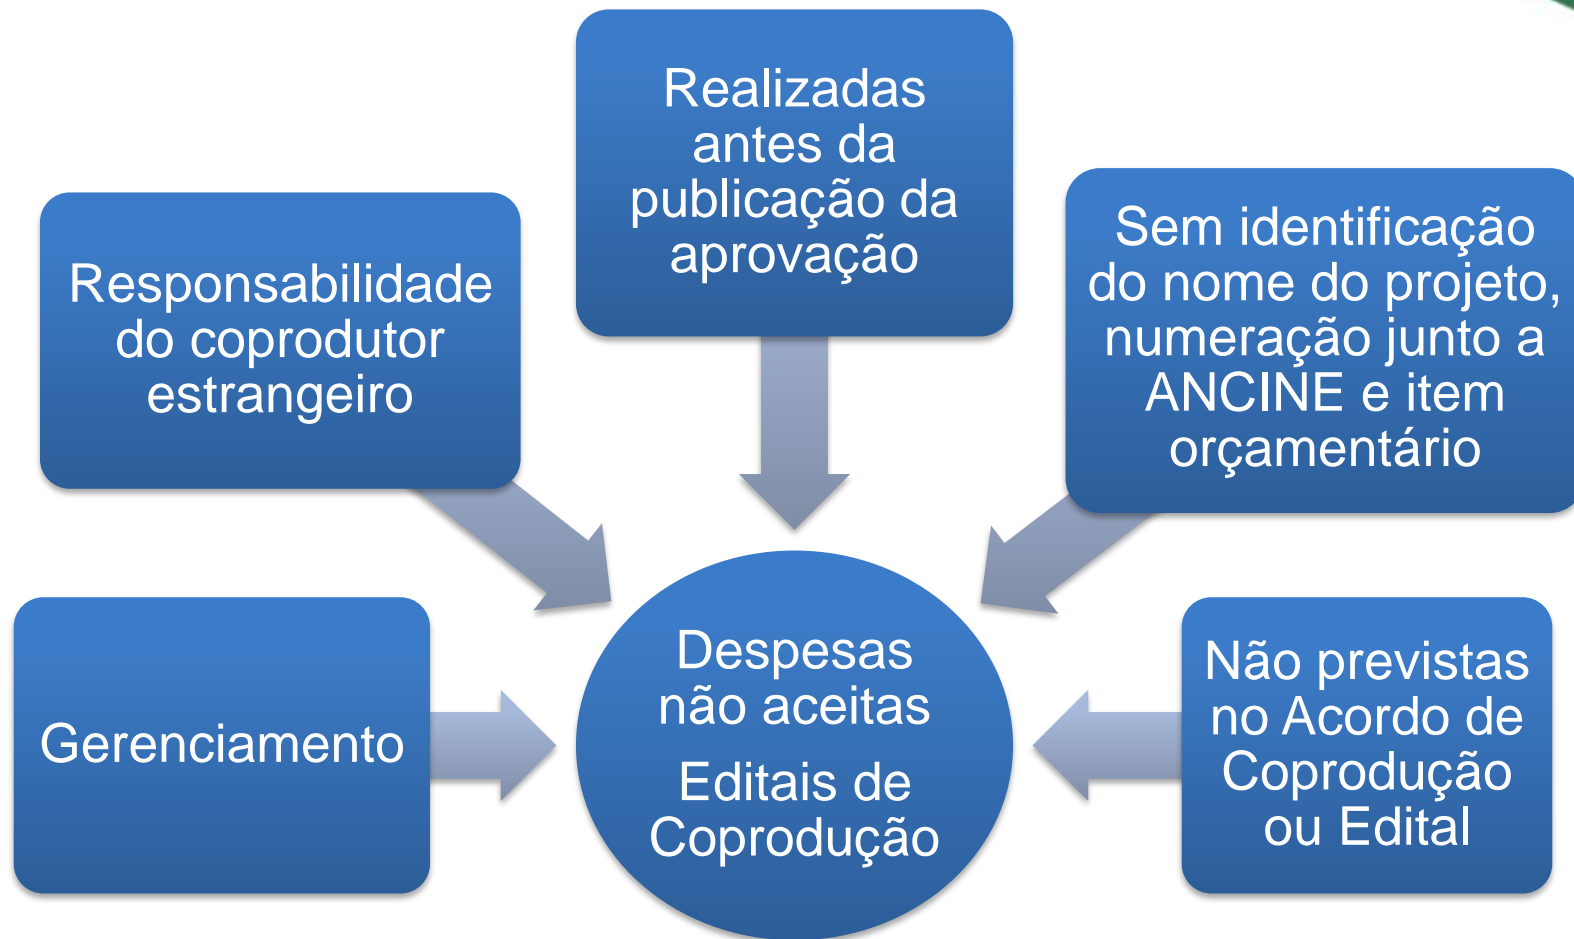 Realizadas
antes da
publicação da
aprovação
Responsabilidade
do coprodutor
estrangeiro
Sem identificação
do nome do projeto,
numeração junto a
ANCINE e item
orçamentário
Gerenciamento
Despesas
não aceitas
Editais de
Coprodução
Não previstas
no Acordo de
Coprodução
ou Edital